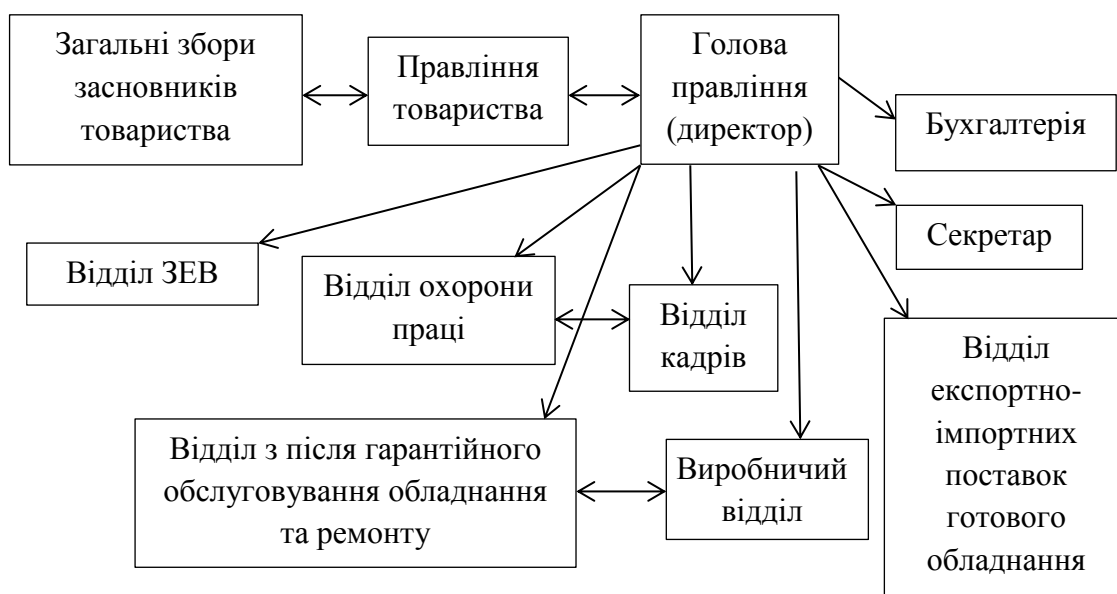 Загальні збори
засновників
товариства
Правління
товариства
Голова
правління
(директор)
Бухгалтерія
Секретар
Відділ ЗЕВ
Відділ охорони
праці
Відділ
кадрів
Відділ
експортно-
імпортних
поставок
готового
обладнання
Відділ з після гарантійного
обслуговування обладнання
та ремонту
Виробничий
відділ